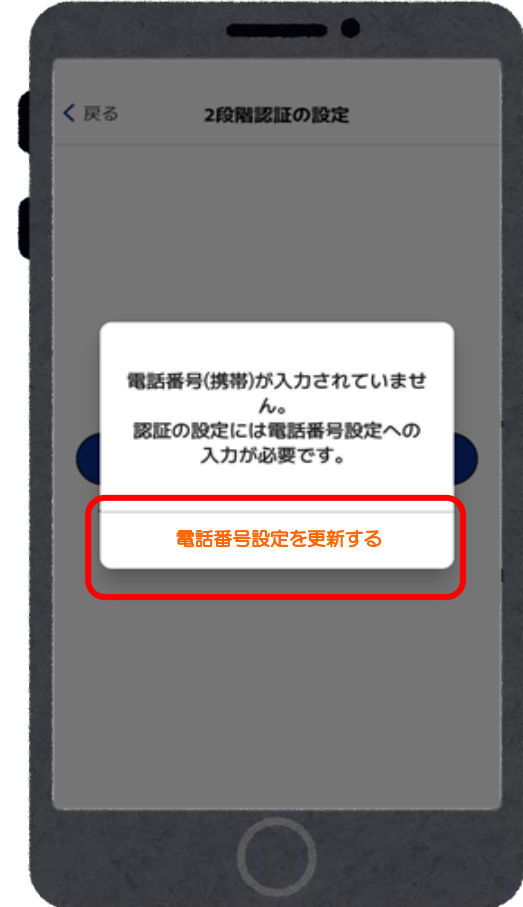 戻る 2段階認証の設定
電話番号(携帯)が入力されていませ
ん。
認証の設定には電話番号設定への
入力が必要です。
電話番号設定を更新する